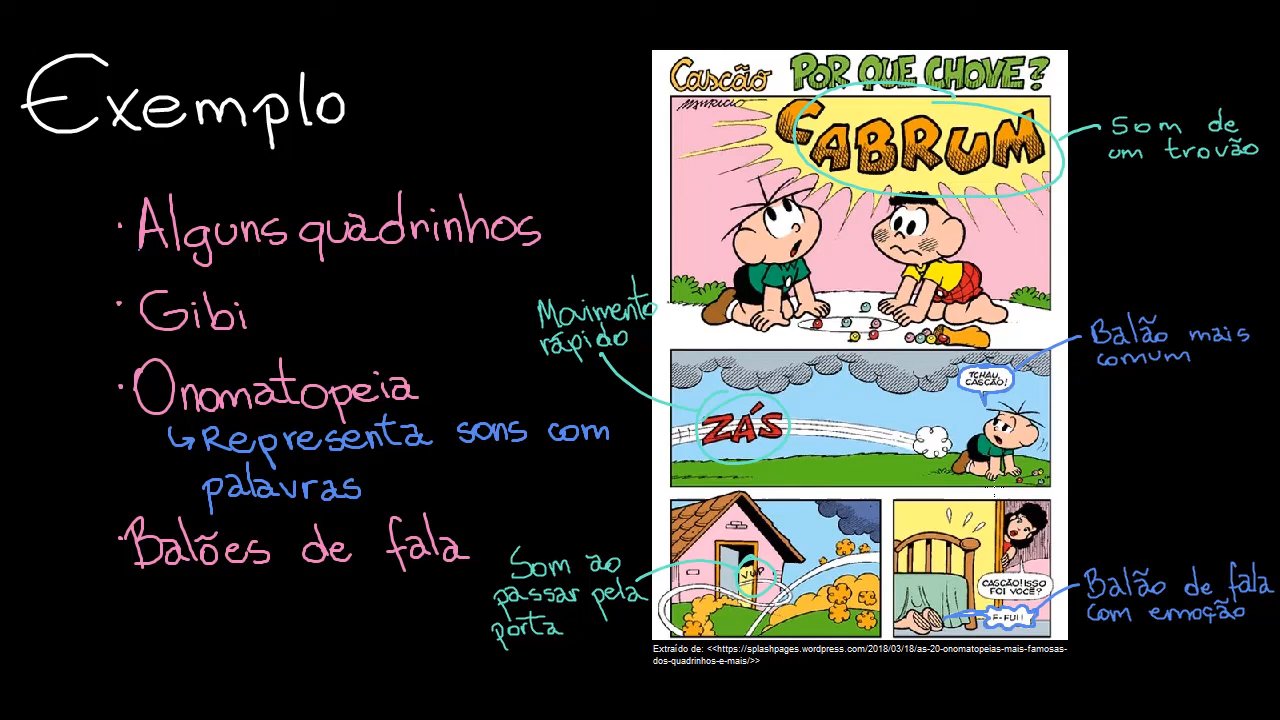 Exemplo
• Alguns quadrinhos
• Gibi
• Onomatopeia
↳ Representa sons com
palavras
• Balões de fala
Cascão POR QUE CHOVE?
MAURICIO
CABRUM
Som de
um trovão
Movimento
rápido
ZÁS
TCHAU,
CASCÃO!
Balão mais
comum
Som ao
passar pela
porta
VUP
CASCÃO! ISSO
FOI VOCÊ?
F-FUI!
Balão de fala
com emoção
Extraído de: <<https://splashpages.wordpress.com/2018/03/18/as-20-onomatopeias-mais-famosas-
dos-quadrinhos-e-mais/>>